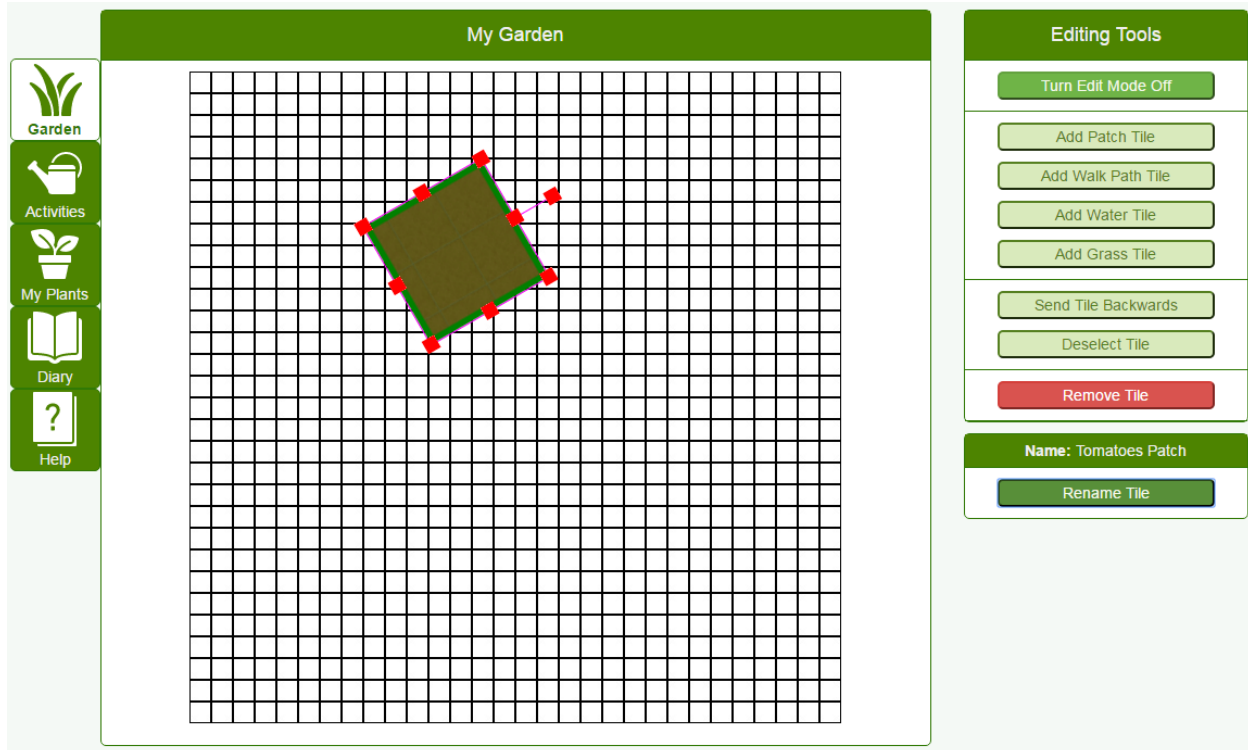 My Garden
Garden
Activities
My Plants
Diary
?
Help
Editing Tools
Turn Edit Mode Off
Add Patch Tile
Add Walk Path Tile
Add Water Tile
Add Grass Tile
Send Tile Backwards
Deselect Tile
Remove Tile
Name: Tomatoes Patch
Rename Tile